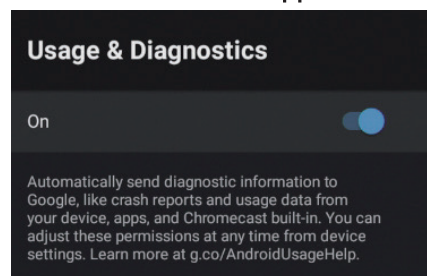 Usage & Diagnostics
On
Automatically send diagnostic information to
Google, like crash reports and usage data from
your device, apps, and Chromecast built-in. You can
adjust these permissions at any time from device
settings. Learn more at g.co/AndroidUsageHelp.